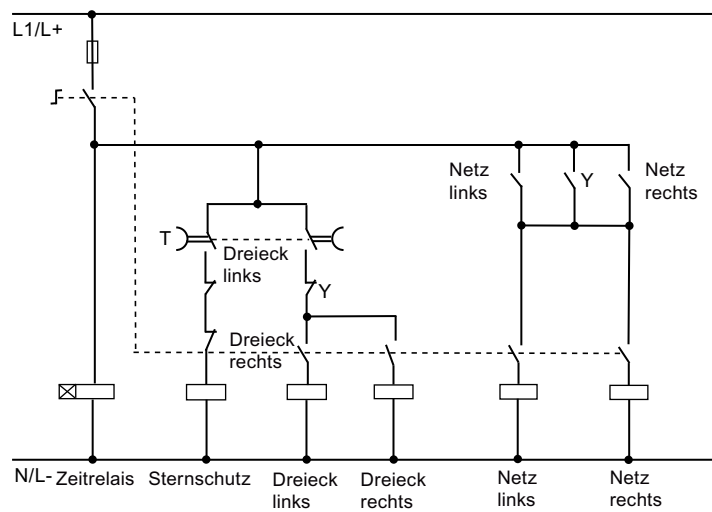 L1/L+
Netz
links
Y
Netz
rechts
T
Dreieck
links
Y
Dreieck
rechts
N/L-
Zeitrelais
Sternschutz
Dreieck
links
Dreieck
rechts
Netz
links
Netz
rechts